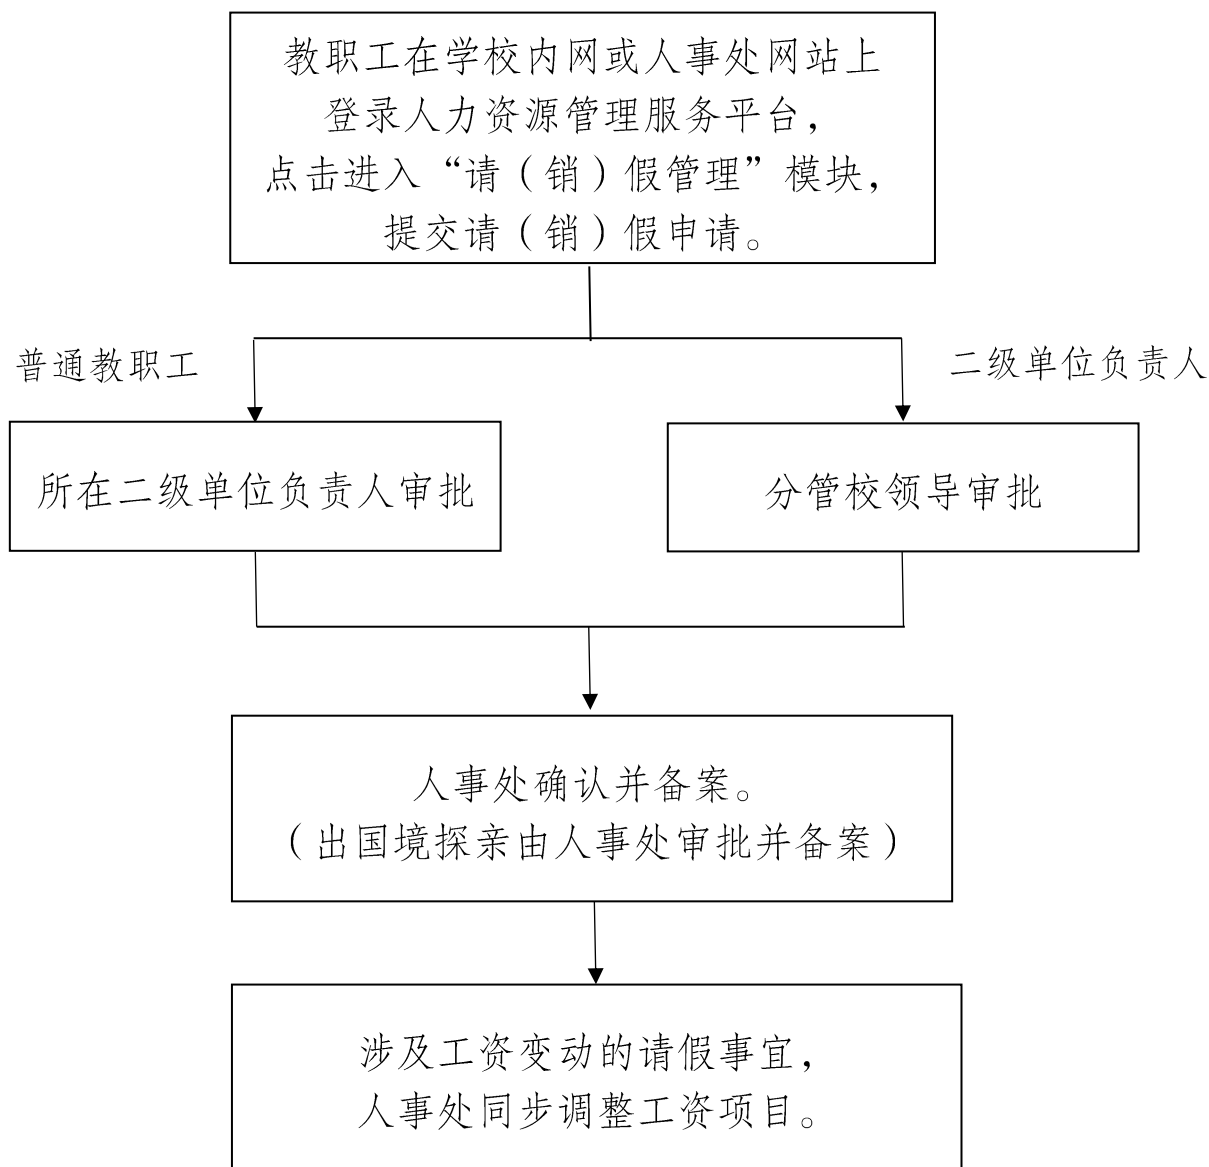 教职工在学校内网或人事处网站上
登录人力资源管理服务平台，
点击进入“请（销）假管理”模块，
提交请（销）假申请。
普通教职工
二级单位负责人
所在二级单位负责人审批
分管校领导审批
人事处确认并备案。
（出国境探亲由人事处审批并备案）
涉及工资变动的请假事宜，
人事处同步调整工资项目。